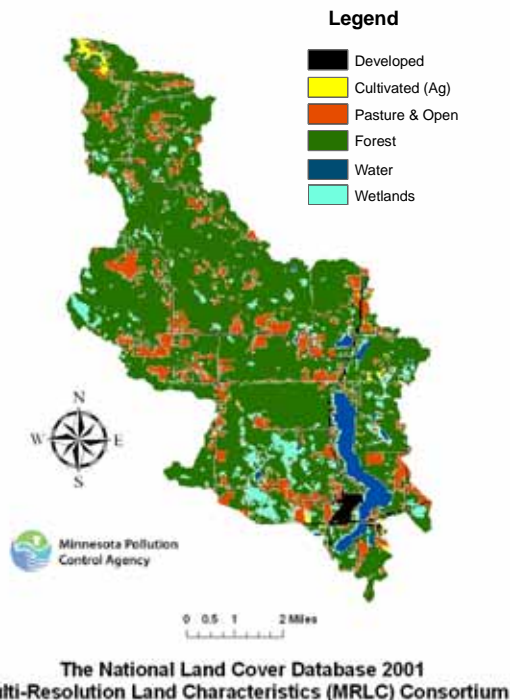 Legend
Developed
Cultivated (Ag)
Pasture & Open
Forest
Water
Wetlands
N
W E
S
Minnesota Pollution
Control Agency
0 0.5 1 2 Miles
The National Land Cover Database 2001
lti-Resolution Land Characteristics (MRLC) Consortium